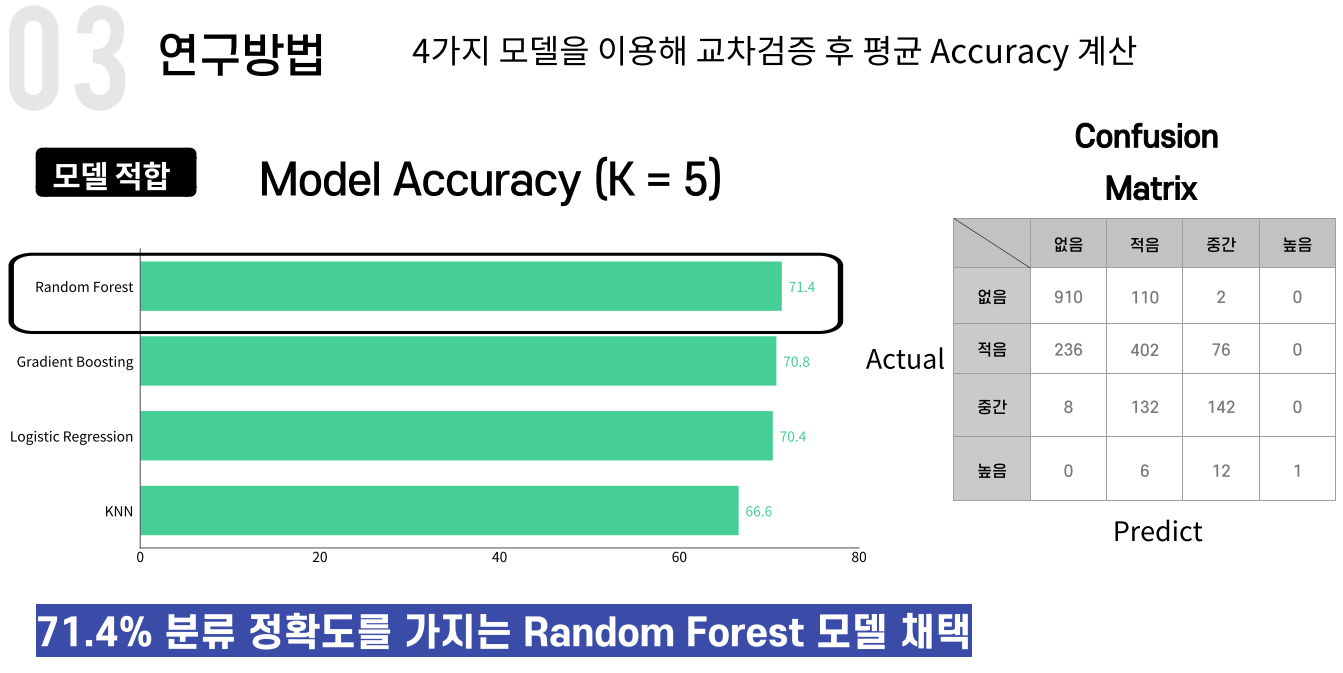 03 연구방법 4가지 모델을 이용해 교차검증 후 평균 Accuracy 계산
모델 적합
Model Accuracy (K = 5)
Random Forest 71.4
Gradient Boosting 70.8
Logistic Regression 70.4
KNN 66.6
0 20 40 60 80
Confusion
Matrix
없음 적음 중간 높음
없음 910 110 2 0
적음 236 402 76 0
중간 8 132 142 0
높음 0 6 12 1
Actual
Predict
71.4% 분류 정확도를 가지는 Random Forest 모델 채택